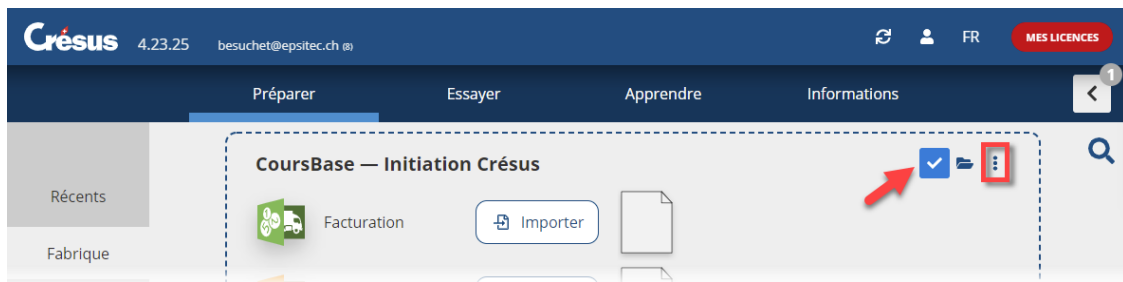 Crésus 4.23.25 besuchet@epsitec.ch (8) FR MES LICENCES
1
Préparer Essayer Apprendre Informations
CoursBase — Initiation Crésus
Récents
Facturation Importer
Fabrique